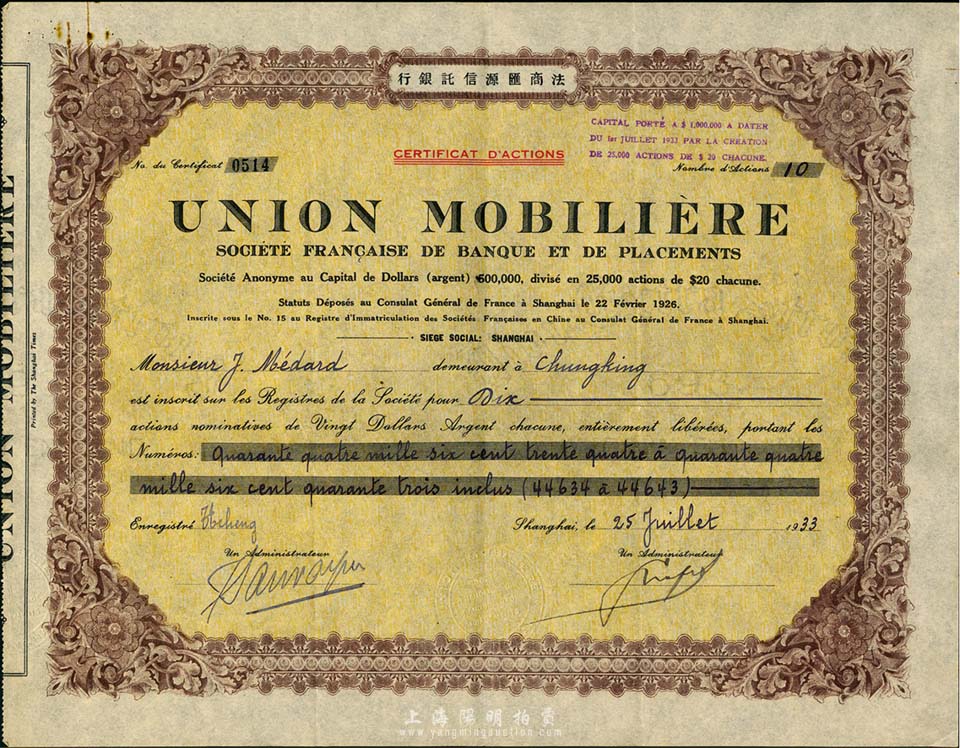 行銀託信源滙商法
CAPITAL PORTÉ A $ 1,000,000 A DATER
DU 1er JUILLET 1933 PAR LA CREATION
DE 25,000 ACTIONS DE $ 20 CHACUNE.
CERTIFICAT D'ACTIONS
No. du Certificat 0514
Nombre d'Actions 10
UNION MOBILIÈRE
SOCIÉTÉ FRANÇAISE DE BANQUE ET DE PLACEMENTS
Société Anonyme au Capital de Dollars (argent) 500,000, divisé en 25,000 actions de $20 chacune.
Statuts Déposés au Consulat Général de France à Shanghai le 22 Février 1926.
Inscrite sous le No. 15 au Registre d'Immatriculation des Sociétés Françaises en Chine au Consulat Général de France à Shanghai.
SIEGE SOCIAL: SHANGHAI
Monsieur J. Médard demeurant à Chungking
est inscrit sur les Registres de la Société pour Dix
actions nominatives de Vingt Dollars Argent chacune, entièrement libérées, portant les
Numéros: Quarante quatre mille six cent trente quatre à quarante quatre
mille six cent quarante trois inclus (44634 à 44643)
Enregistré
Shanghai, le 25 Juillet 1933
Un Administrateur
Un Administrateur
UNION MOBILIÈRE
Printed by The Shanghai Times
上海陽明拍賣
www.yangmingauction.com